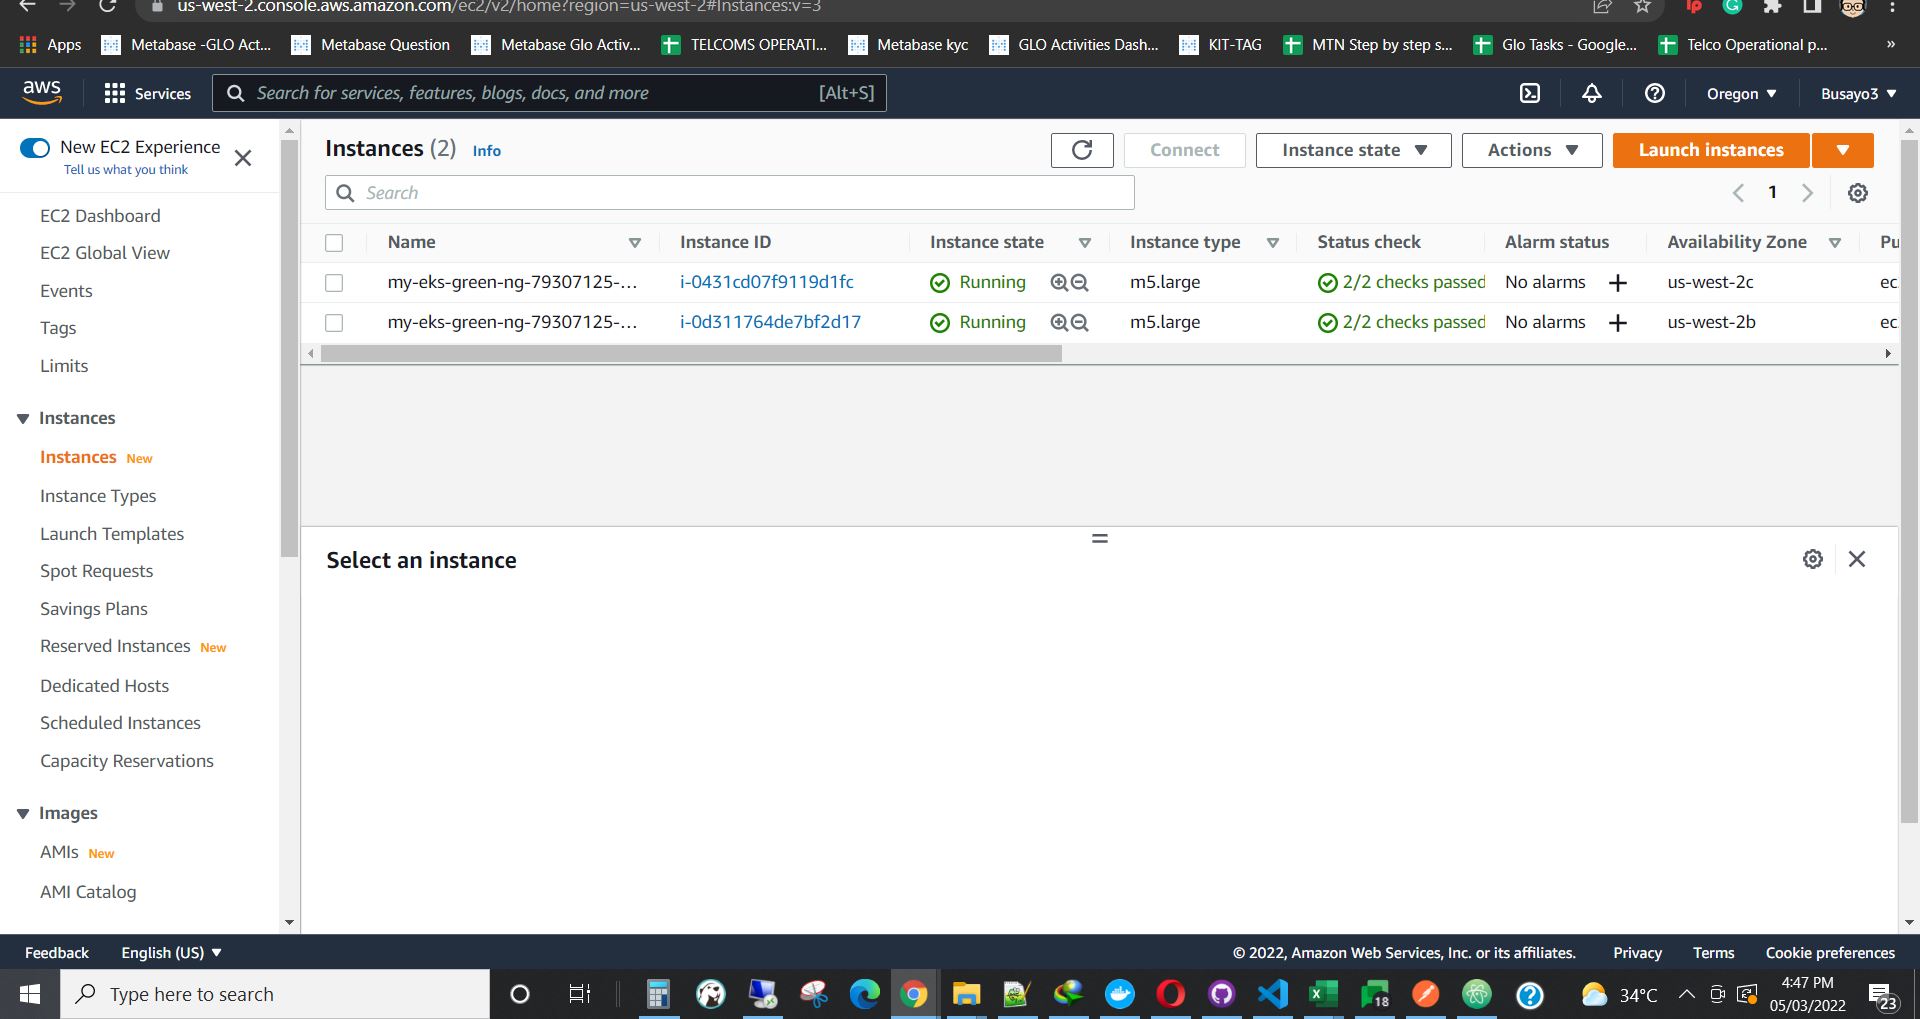 us-west-2.console.aws.amazon.com/ec2/v2/home?region=us-west-2#Instances:v=3
Apps Metabase -GLO Act... Metabase Question Metabase Glo Activ... TELCOMS OPERATI... Metabase kyc GLO Activities Dash... KIT-TAG MTN Step by step s... Glo Tasks - Google... Telco Operational p... »
aws Services Search for services, features, blogs, docs, and more [Alt+S] Oregon Busayo3
New EC2 Experience
Tell us what you think
EC2 Dashboard
EC2 Global View
Events
Tags
Limits
Instances
Instances New
Instance Types
Launch Templates
Spot Requests
Savings Plans
Reserved Instances New
Dedicated Hosts
Scheduled Instances
Capacity Reservations
Images
AMIs New
AMI Catalog
Instances (2) Info Connect Instance state Actions Launch instances
Search 1
Name Instance ID Instance state Instance type Status check Alarm status Availability Zone Pu
my-eks-green-ng-79307125-... i-0431cd07f9119d1fc Running m5.large 2/2 checks passed No alarms + us-west-2c ec
my-eks-green-ng-79307125-... i-0d311764de7bf2d17 Running m5.large 2/2 checks passed No alarms + us-west-2b ec
Select an instance
Feedback English (US) © 2022, Amazon Web Services, Inc. or its affiliates. Privacy Terms Cookie preferences
Type here to search 18 34°C 4:47 PM 23
05/03/2022